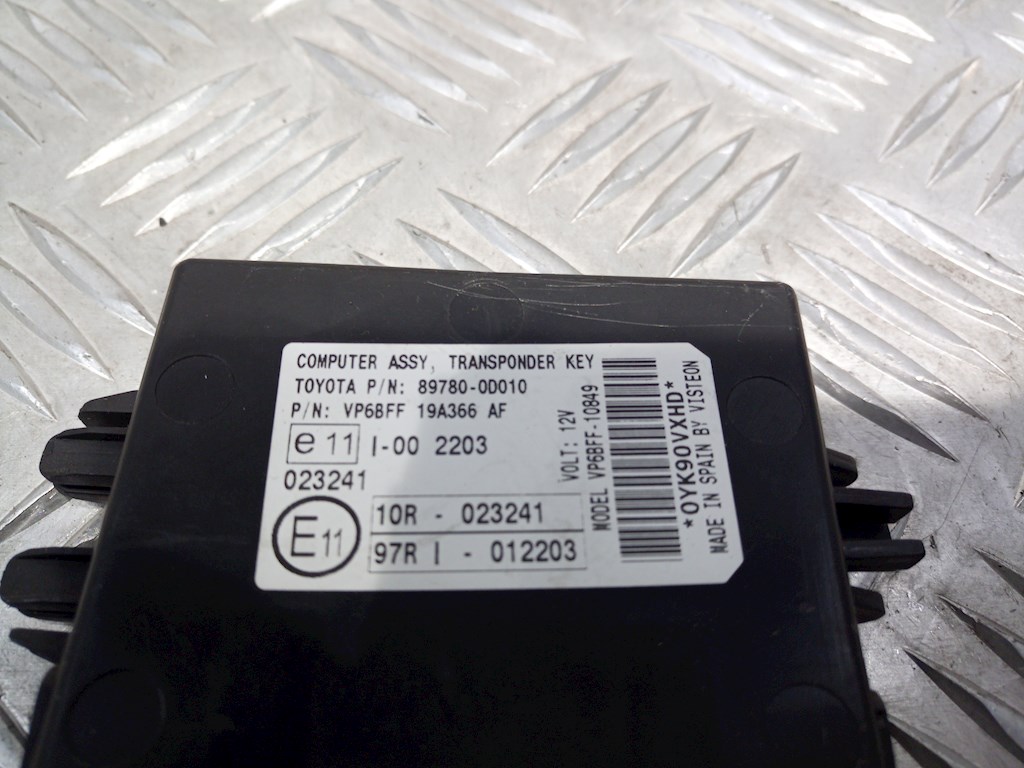 COMPUTER ASSY, TRANSPONDER KEY
TOYOTA P/N: 89780-0D010
P/N: VP6BFF 19A366 AF
e 11 I-00 2203
023241
E11
10R - 023241
97R I - 012203
VOLT: 12V
MODEL VP6BFF-10849
*0YK90VXHD*
MADE IN SPAIN BY VISTEON